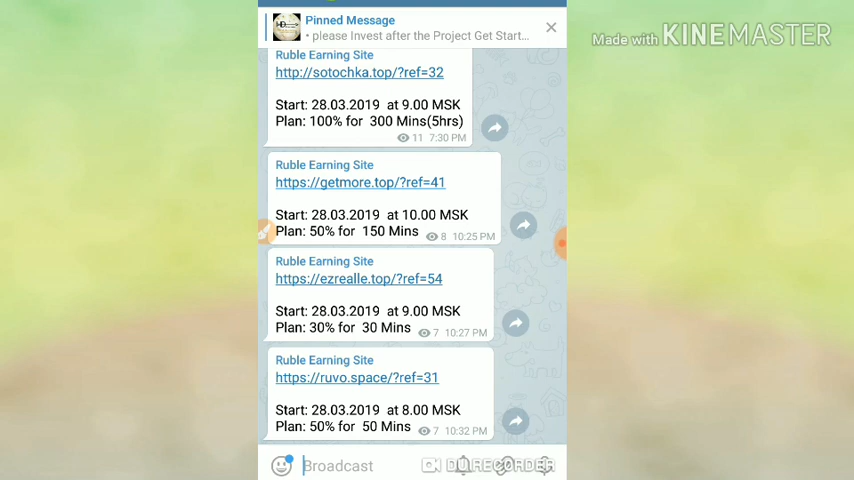 Pinned Message
• please Invest after the Project Get Start...
Made with KINEMASTER
Ruble Earning Site
http://sotochka.top/?ref=32
Start: 28.03.2019 at 9.00 MSK
Plan: 100% for 300 Mins(5hrs)
11 7:30 PM
Ruble Earning Site
https://getmore.top/?ref=41
Start: 28.03.2019 at 10.00 MSK
Plan: 50% for 150 Mins
8 10:25 PM
Ruble Earning Site
https://ezrealle.top/?ref=54
Start: 28.03.2019 at 9.00 MSK
Plan: 30% for 30 Mins
7 10:27 PM
Ruble Earning Site
https://ruvo.space/?ref=31
Start: 28.03.2019 at 8.00 MSK
Plan: 50% for 50 Mins
7 10:32 PM
Broadcast
DU RECORDER